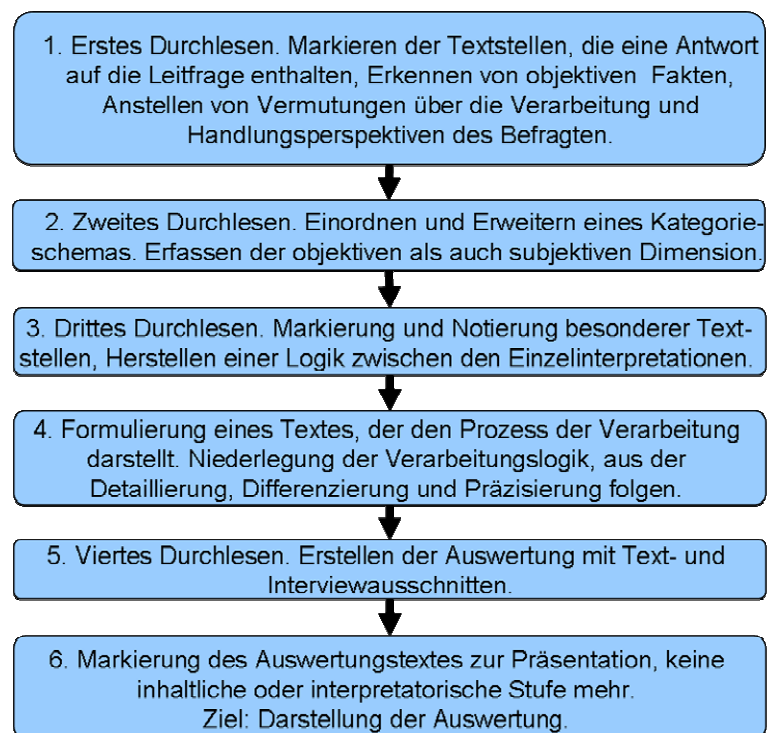 1. Erstes Durchlesen. Markieren der Textstellen, die eine Antwort
auf die Leitfrage enthalten, Erkennen von objektiven Fakten,
Anstellen von Vermutungen über die Verarbeitung und
Handlungsperspektiven des Befragten.
2. Zweites Durchlesen. Einordnen und Erweitern eines Kategorie-
schemas. Erfassen der objektiven als auch subjektiven Dimension.
3. Drittes Durchlesen. Markierung und Notierung besonderer Text-
stellen, Herstellen einer Logik zwischen den Einzelinterpretationen.
4. Formulierung eines Textes, der den Prozess der Verarbeitung
darstellt. Niederlegung der Verarbeitungslogik, aus der
Detaillierung, Differenzierung und Präzisierung folgen.
5. Viertes Durchlesen. Erstellen der Auswertung mit Text- und
Interviewausschnitten.
6. Markierung des Auswertungstextes zur Präsentation, keine
inhaltliche oder interpretatorische Stufe mehr.
Ziel: Darstellung der Auswertung.